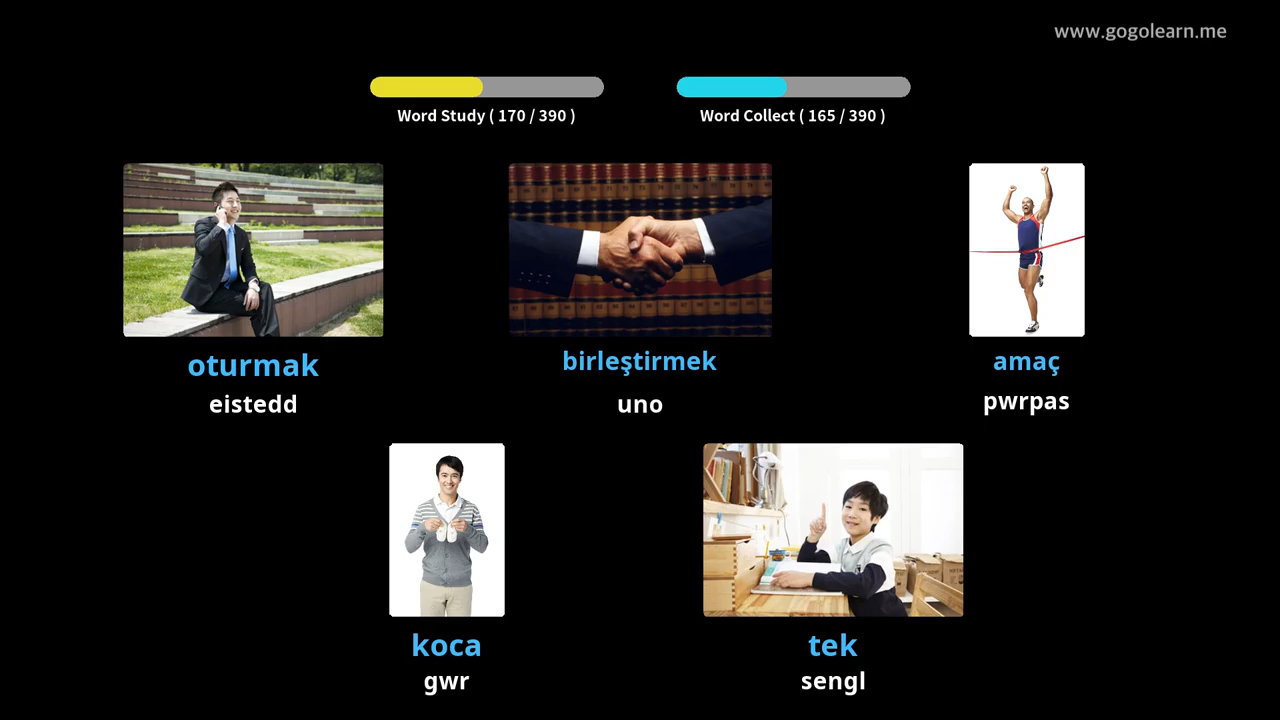 www.gogolearn.me
Word Study ( 170 / 390 )
Word Collect ( 165 / 390 )
oturmak
eistedd
birleştirmek
uno
amaç
pwrpas
koca
gwr
tek
sengl